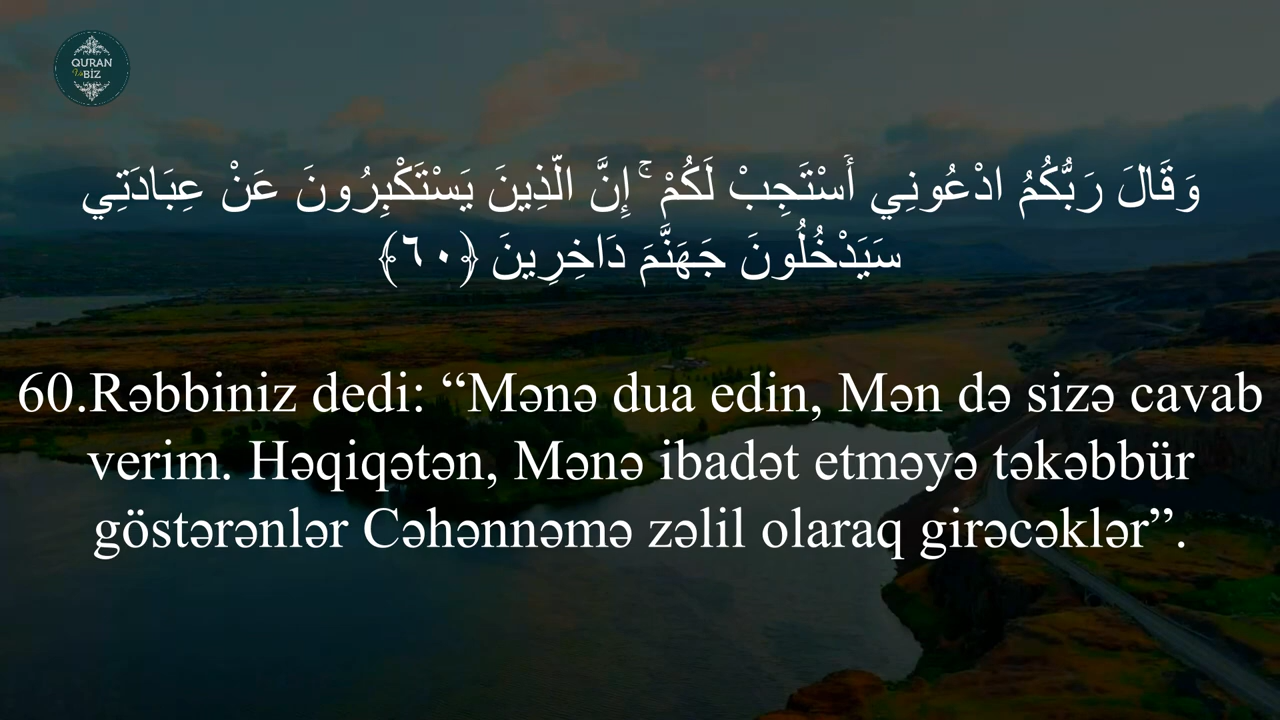 QURAN
Və
BİZ
وَقَالَ رَبُّكُمُ ادْعُونِي أَسْتَجِبْ لَكُمْ ۚ إِنَّ الَّذِينَ يَسْتَكْبِرُونَ عَنْ عِبَادَتِي
سَيَدْخُلُونَ جَهَنَّمَ دَاخِرِينَ ﴿٦٠﴾
60.Rəbbiniz dedi: “Mənə dua edin, Mən də sizə cavab
verim. Həqiqətən, Mənə ibadət etməyə təkəbbür
göstərənlər Cəhənnəmə zəlil olaraq girəcəklər”.